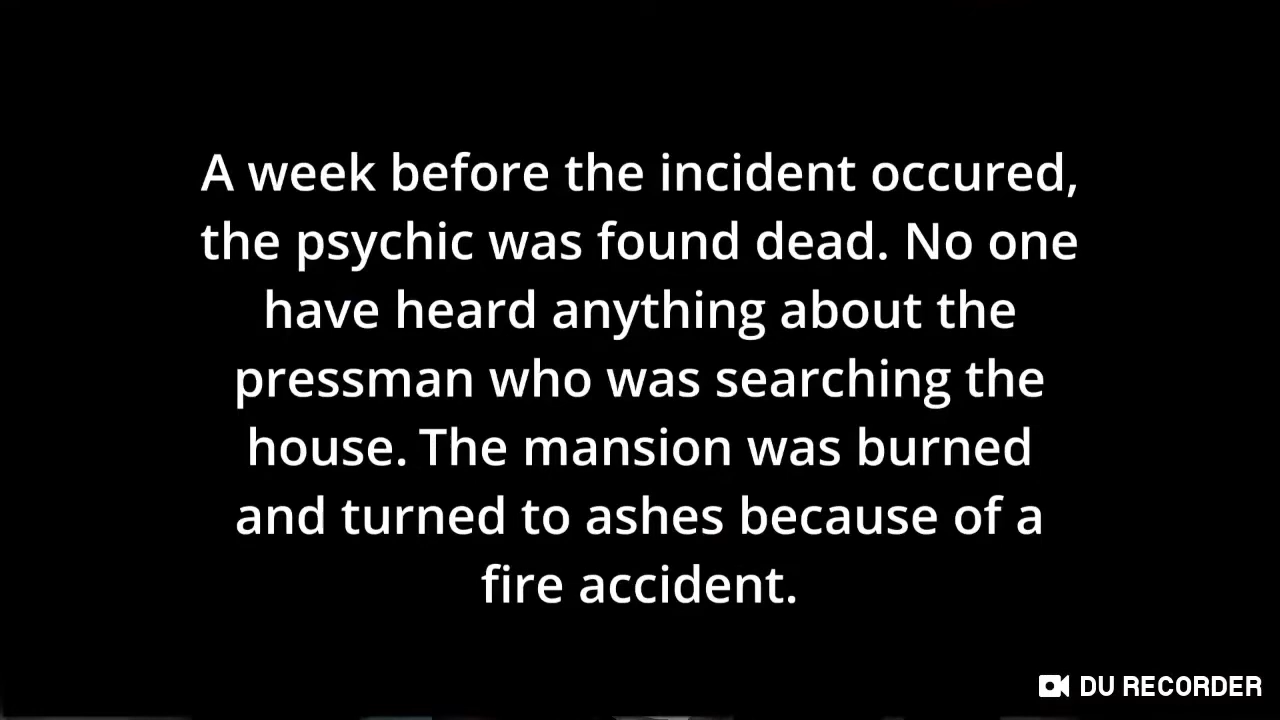 A week before the incident occured,
the psychic was found dead. No one
have heard anything about the
pressman who was searching the
house. The mansion was burned
and turned to ashes because of a
fire accident.
DU RECORDER